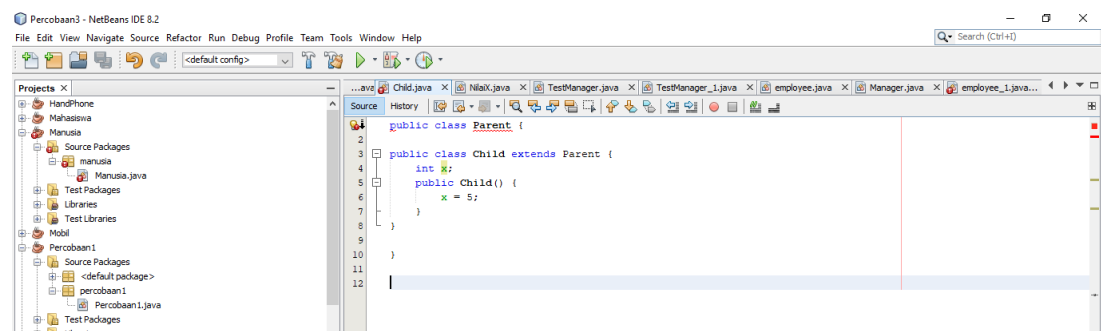 Percobaan3 - NetBeans IDE 8.2
File Edit View Navigate Source Refactor Run Debug Profile Team Tools Window Help
Search (Ctrl+I)
<default config>
Projects
...ava Child.java NilaiX.java TestManager.java TestManager_1.java employee.java Manager.java employee_1.java...
HandPhone
Mahasiswa
Manusia
Source Packages
manusia
Manusia.java
Test Packages
Libraries
Test Libraries
Mobil
Percobaan1
Source Packages
<default package>
percobaan1
Percobaan1.java
Test Packages
Source History
public class Parent {
2
3 public class Child extends Parent {
4 int x;
5 public Child() {
6 x = 5;
7 }
8 }
9
10 }
11
12